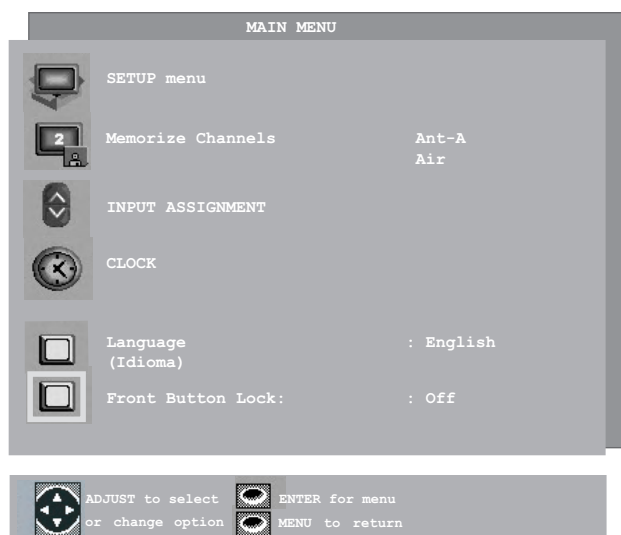 MAIN MENU
SETUP menu
2
Memorize Channels Ant-A
Air
INPUT ASSIGNMENT
CLOCK
Language : English
(Idioma)
Front Button Lock: : Off
ADJUST to select ENTER for menu
or change option MENU to return